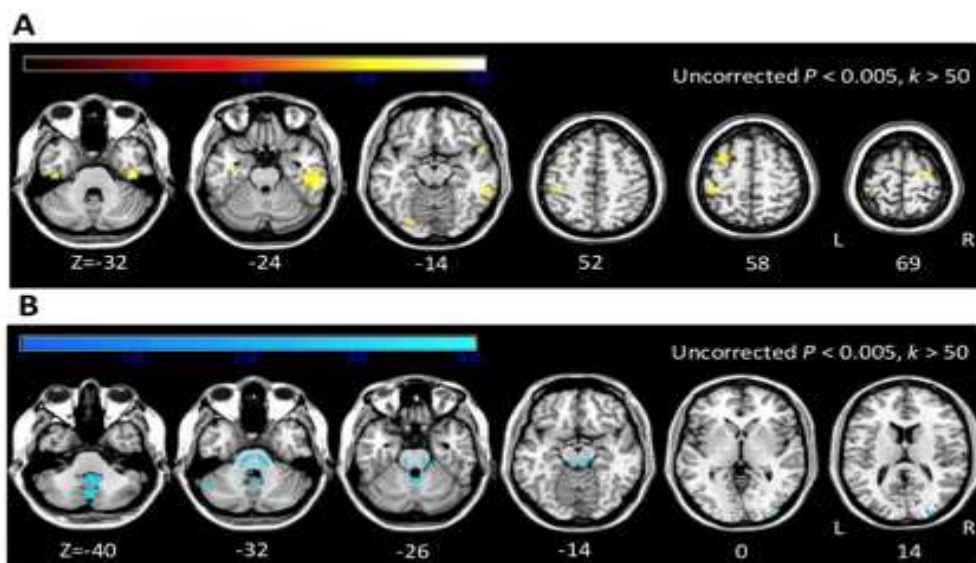 A
Uncorrected P < 0.005, k > 50
L R
Z=-32 -24 -14 52 58 69
B
Uncorrected P < 0.005, k > 50
L R
Z=-40 -32 -26 -14 0 14